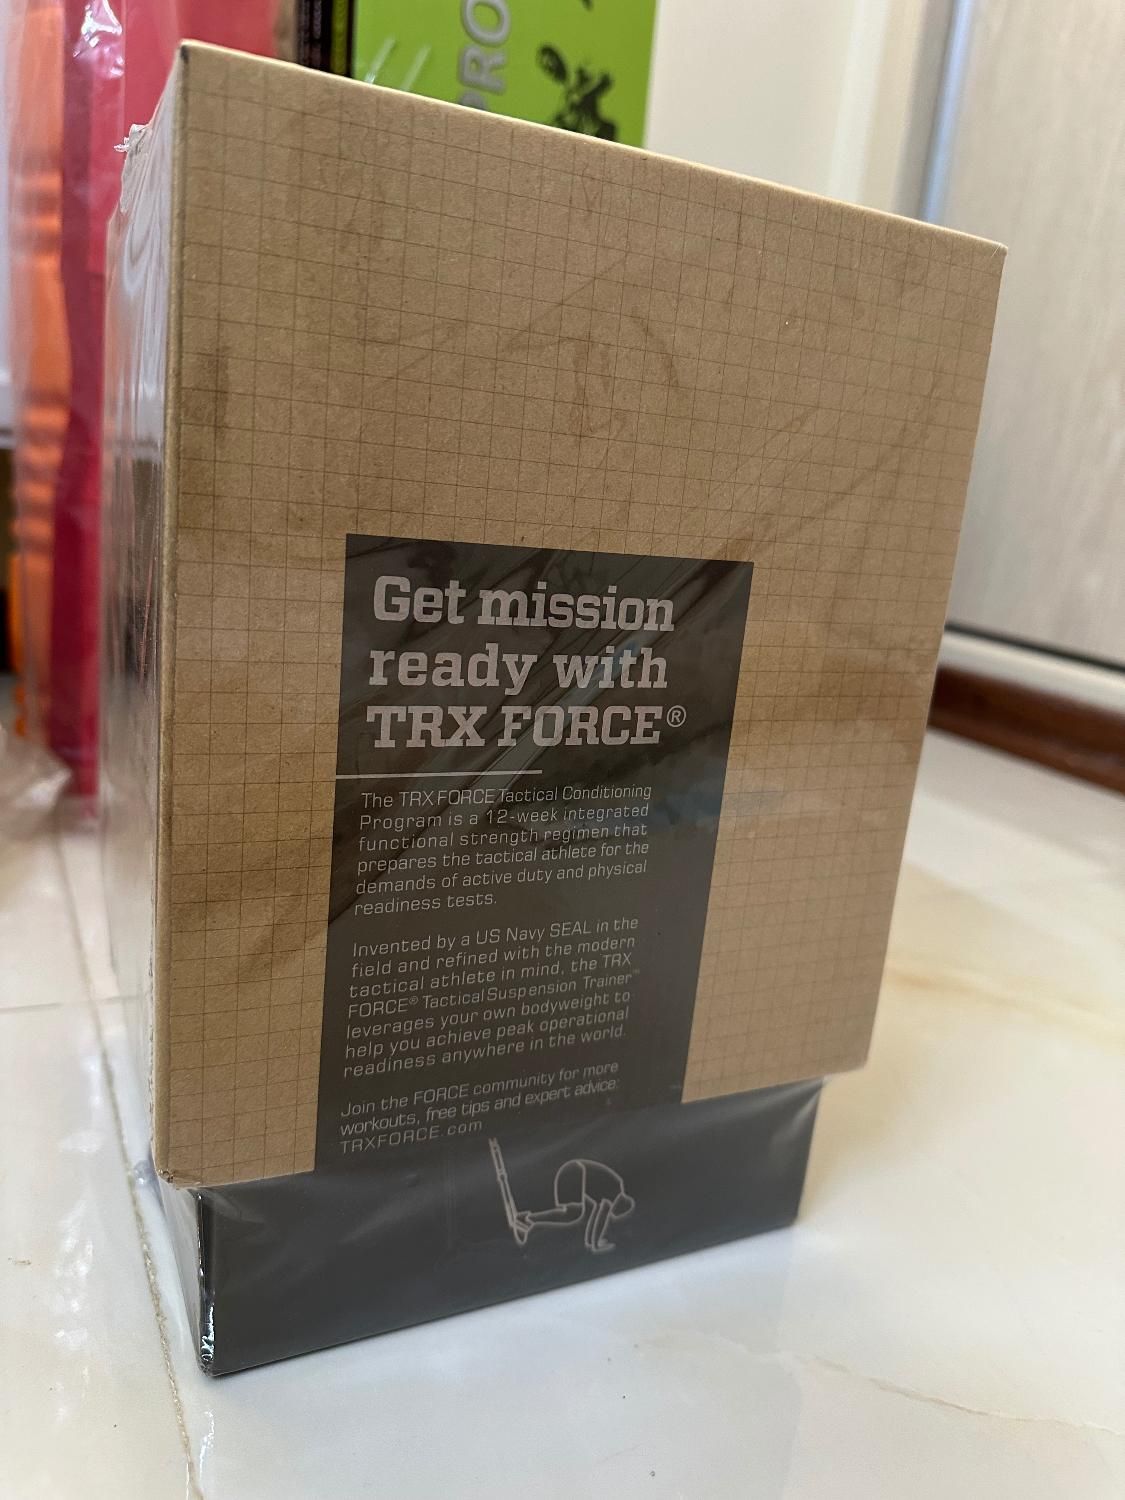 PRO
Get mission
ready with
TRX FORCE®
The TRX FORCE Tactical Conditioning
Program is a 12-week integrated
functional strength regimen that
prepares the tactical athlete for the
demands of active duty and physical
readiness tests.
Invented by a US Navy SEAL in the
field and refined with the modern
tactical athlete in mind, the TRX
FORCE® Tactical Suspension Trainer™
leverages your own bodyweight to
help you achieve peak operational
readiness anywhere in the world.
Join the FORCE community for more
workouts, free tips and expert advice:
TRXFORCE.com